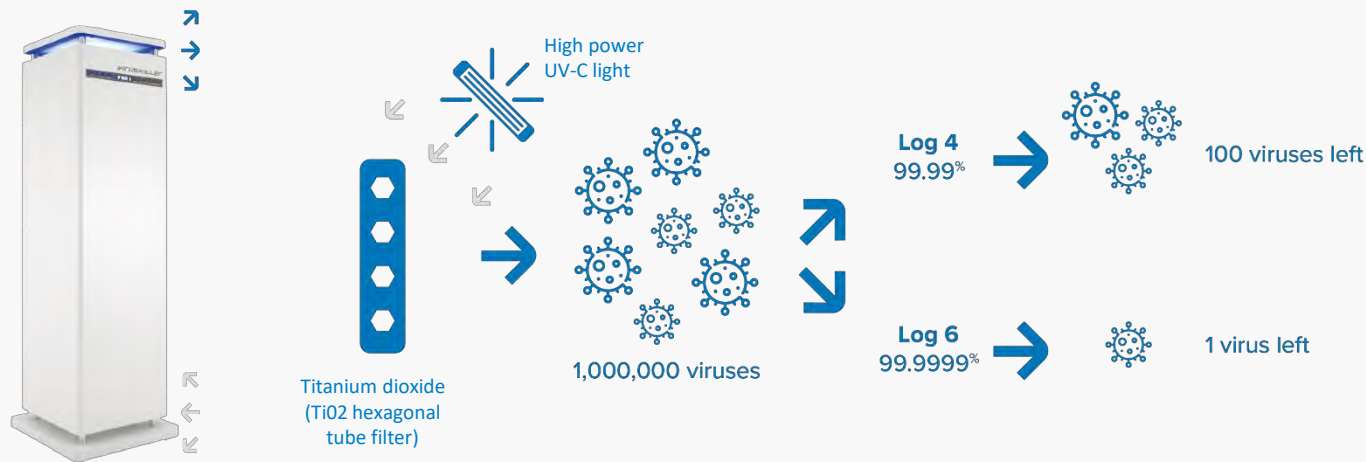 viruskiller
High power
UV-C light
Titanium dioxide
(Ti02 hexagonal
tube filter)
1,000,000 viruses
Log 4
99.99%
100 viruses left
Log 6
99.9999%
1 virus left